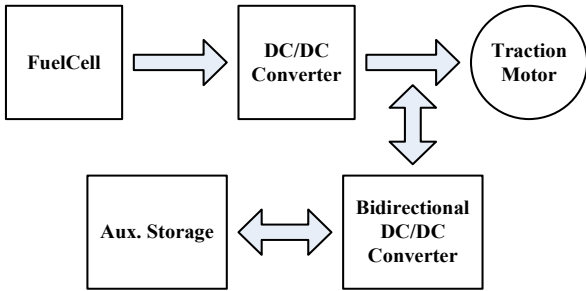 FuelCell
DC/DC
Converter
Traction
Motor
Aux. Storage
Bidirectional
DC/DC
Converter